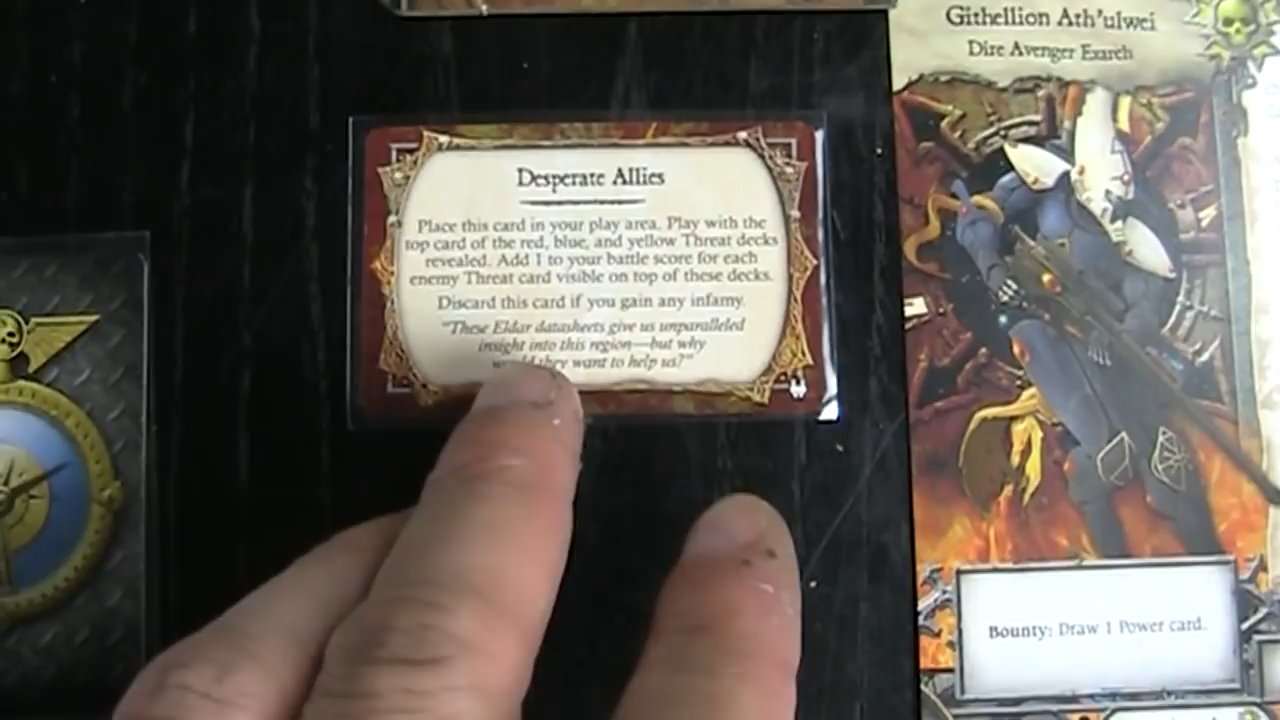 Githellion Ath'ulwei
Dire Avenger Exarch
Desperate Allies
Place this card in your play area. Play with the
top card of the red, blue, and yellow Threat decks
revealed. Add 1 to your battle score for each
enemy Threat card visible on top of these decks.
Discard this card if you gain any infamy.
"These Eldar datasheets give us unparalleled
insight into this region—but why
would they want to help us?"
Bounty: Draw 1 Power card.